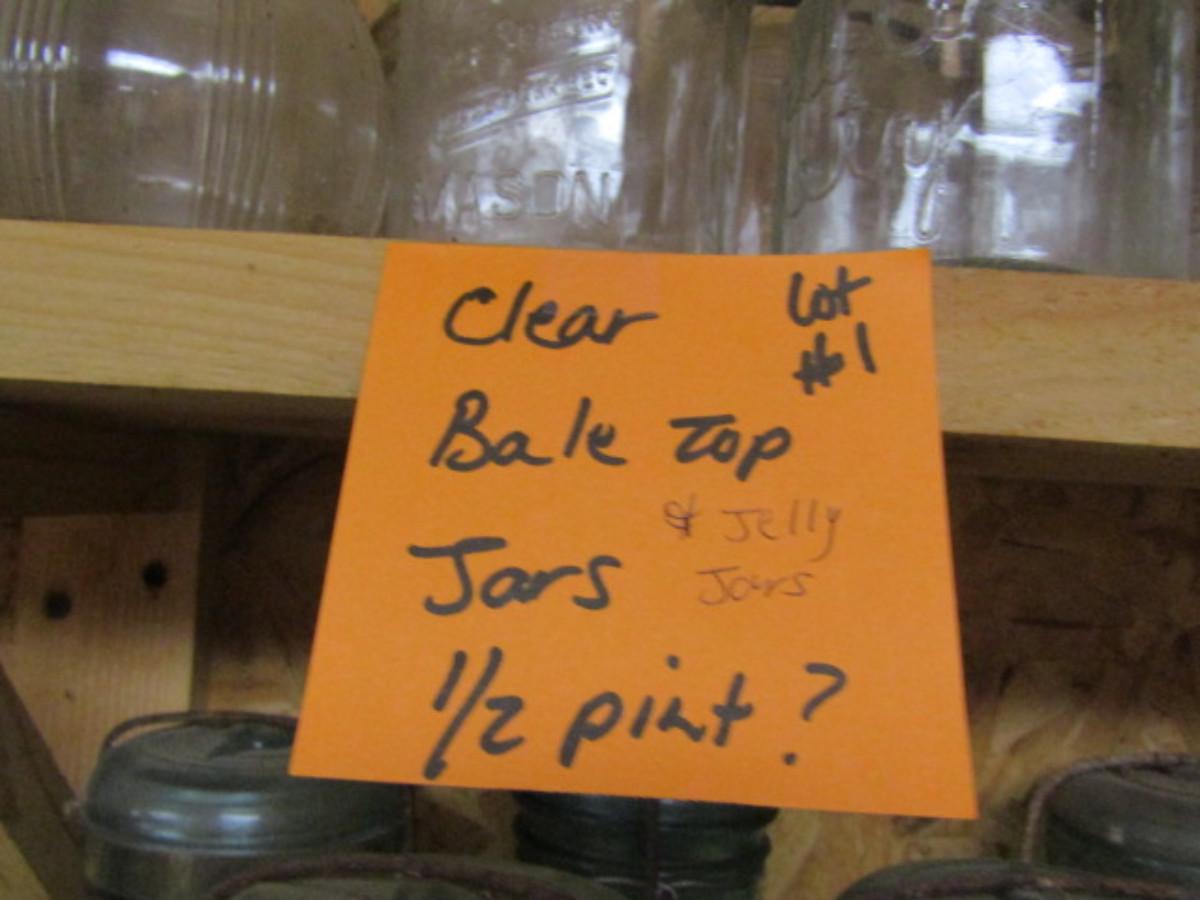 MASON
Clear
Lot
#1
Bale Top
& Jelly
Jars
Jars
1/2 pint ?